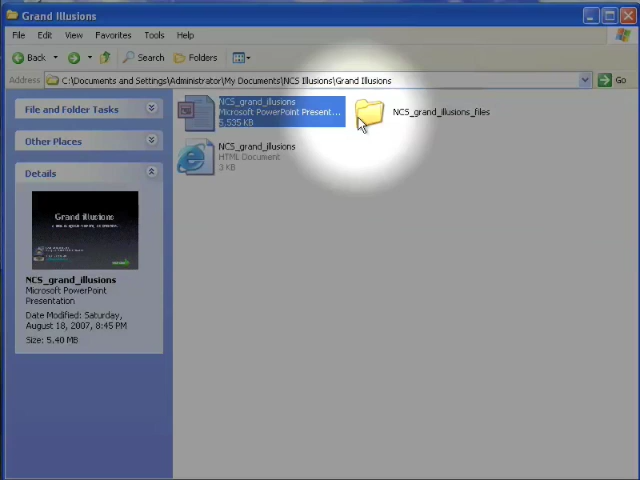 Grand Illusions
File Edit View Favorites Tools Help
Back Search Folders
Address C:\Documents and Settings\Administrator\My Documents\NCS Illusions\Grand Illusions Go
File and Folder Tasks
Other Places
Details
Grand illusions
NCS_grand_illusions
Microsoft PowerPoint
Presentation
Date Modified: Saturday,
August 18, 2007, 8:45 PM
Size: 5.40 MB
NCS_grand_illusions
Microsoft PowerPoint Present...
5,535 KB
NCS_grand_illusions_files
NCS_grand_illusions
HTML Document
3 KB